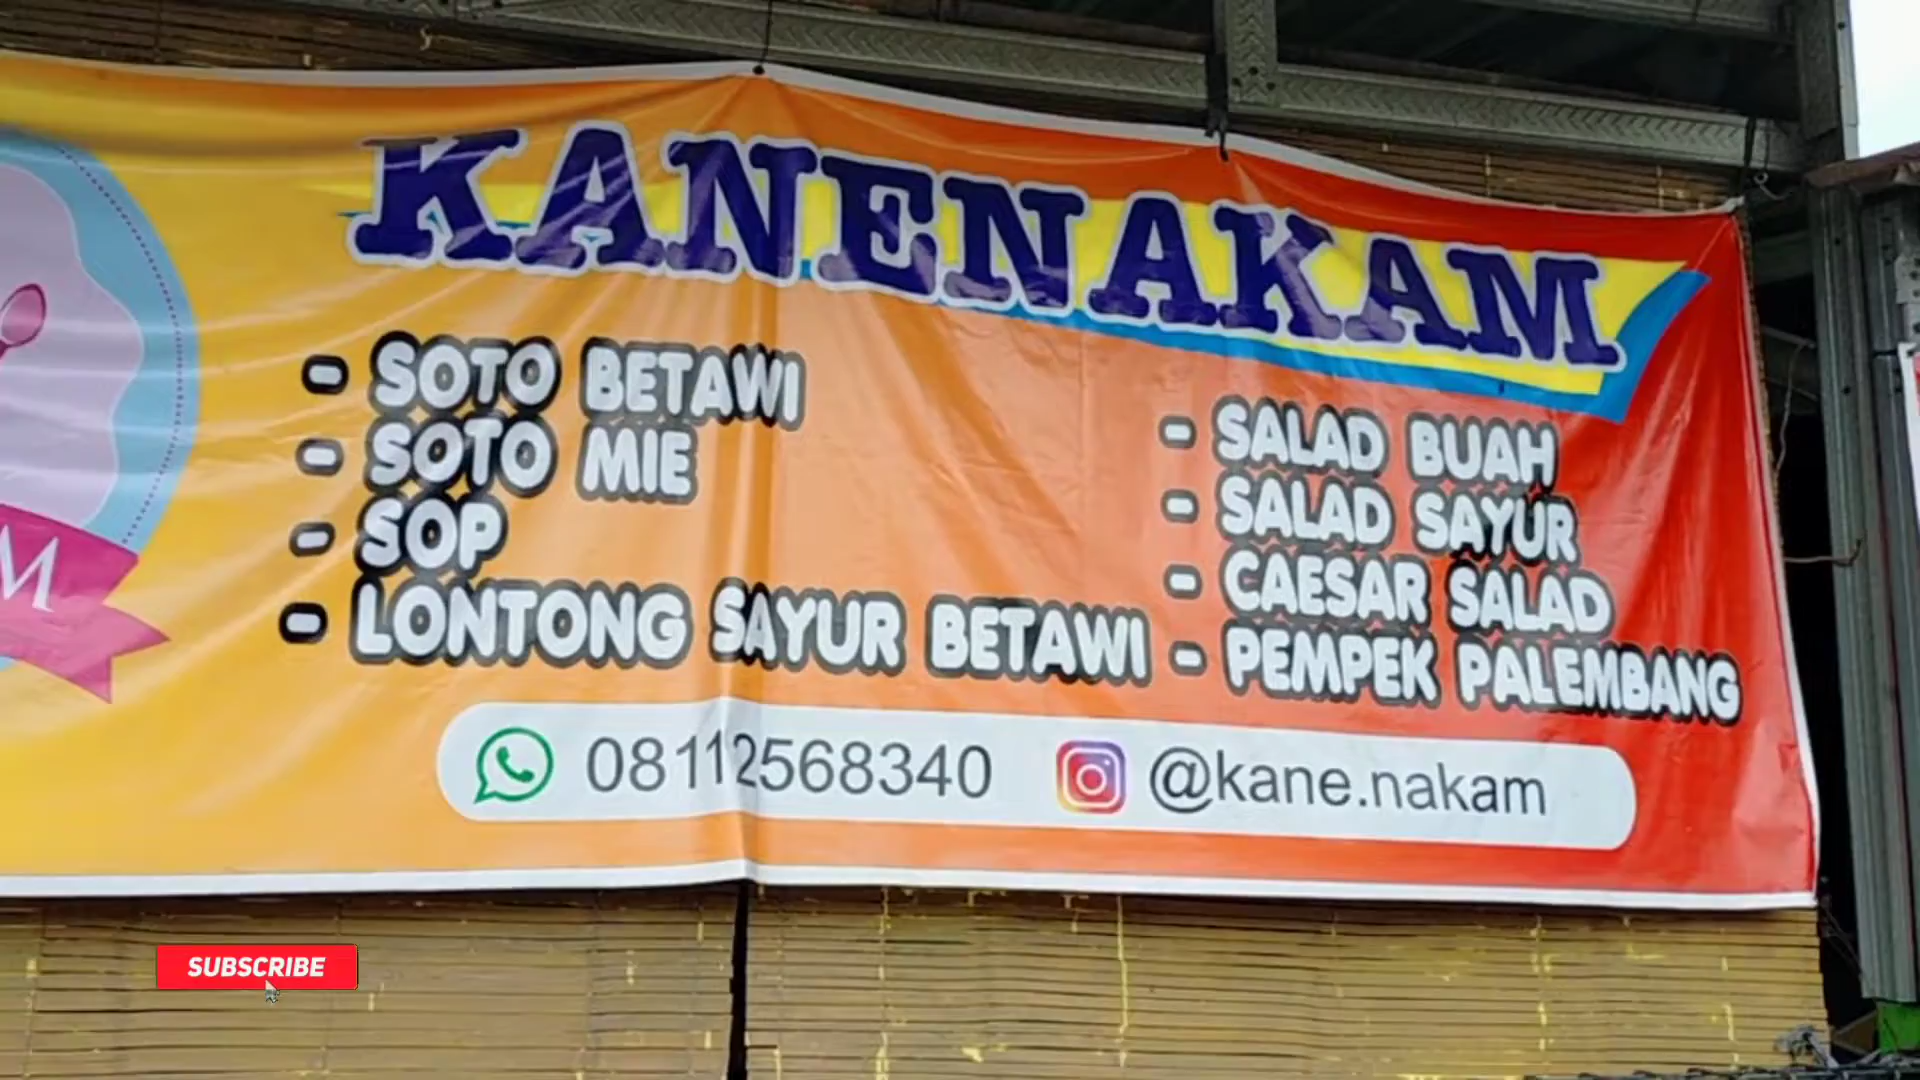 KANENAKAM
- SOTO BETAWI
- SOTO MIE
- SOP
- LONTONG SAYUR BETAWI
- SALAD BUAH
- SALAD SAYUR
- CAESAR SALAD
- PEMPEK PALEMBANG
08112568340 @kane.nakam
M
SUBSCRIBE